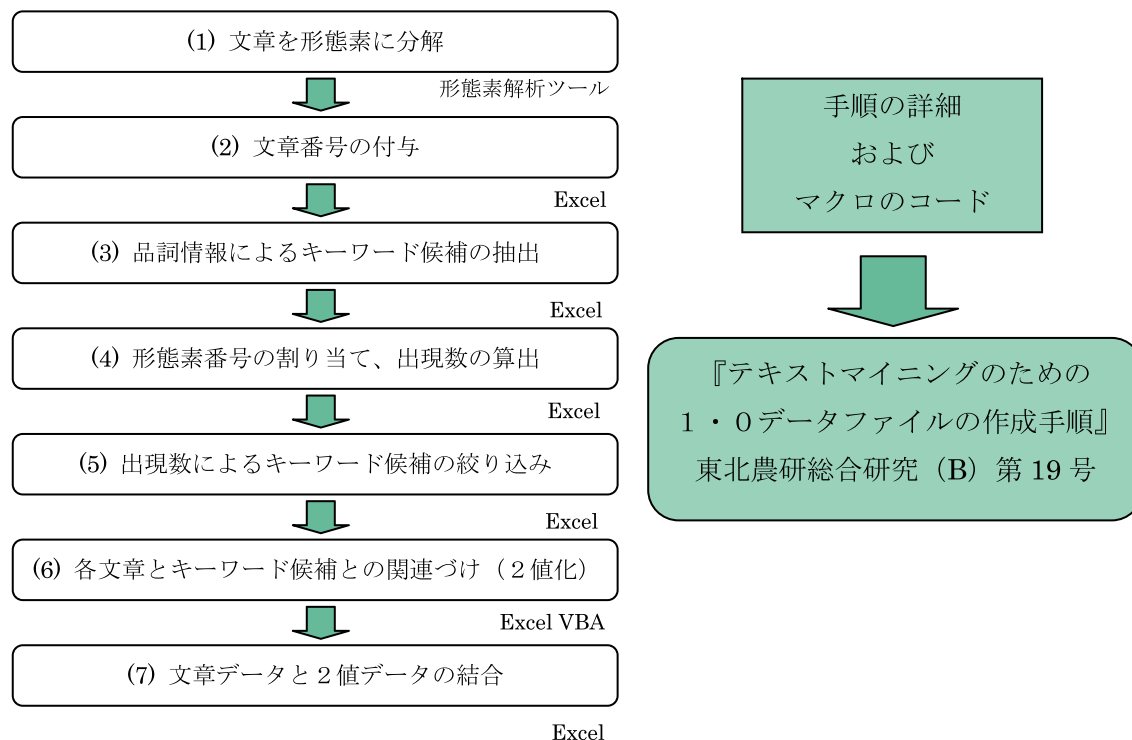 (1) 文章を形態素に分解
形態素解析ツール
(2) 文章番号の付与
Excel
(3) 品詞情報によるキーワード候補の抽出
Excel
(4) 形態素番号の割り当て、出現数の算出
Excel
(5) 出現数によるキーワード候補の絞り込み
Excel
(6) 各文章とキーワード候補との関連づけ（２値化）
Excel VBA
(7) 文章データと２値データの結合
Excel
手順の詳細
および
マクロのコード
『テキストマイニングのための
１・０データファイルの作成手順』
東北農研総合研究（B）第 19 号